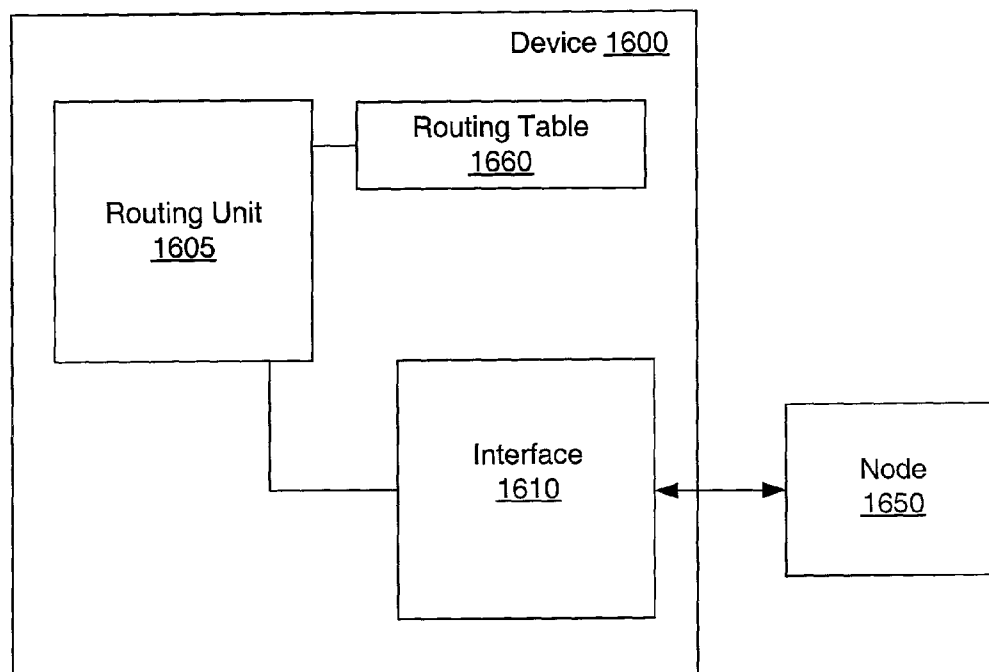 Device 1600
Routing Table
1660
Routing Unit
1605
Interface
1610
Node
1650